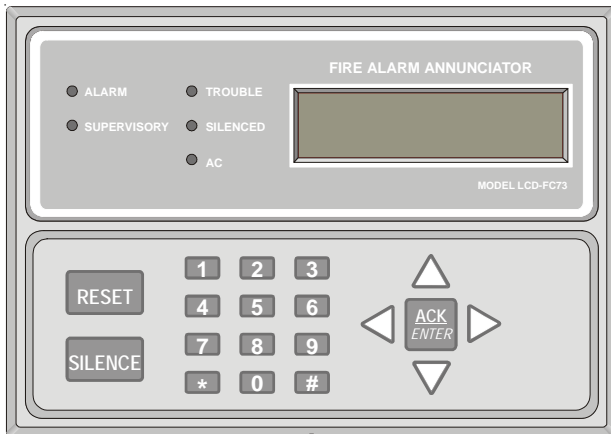 FIRE ALARM ANNUNCIATOR
ALARM TROUBLE
SUPERVISORY SILENCED
AC
MODEL LCD-FC73
RESET
SILENCE
1 2 3
4 5 6
7 8 9
* 0 #
ACK
ENTER